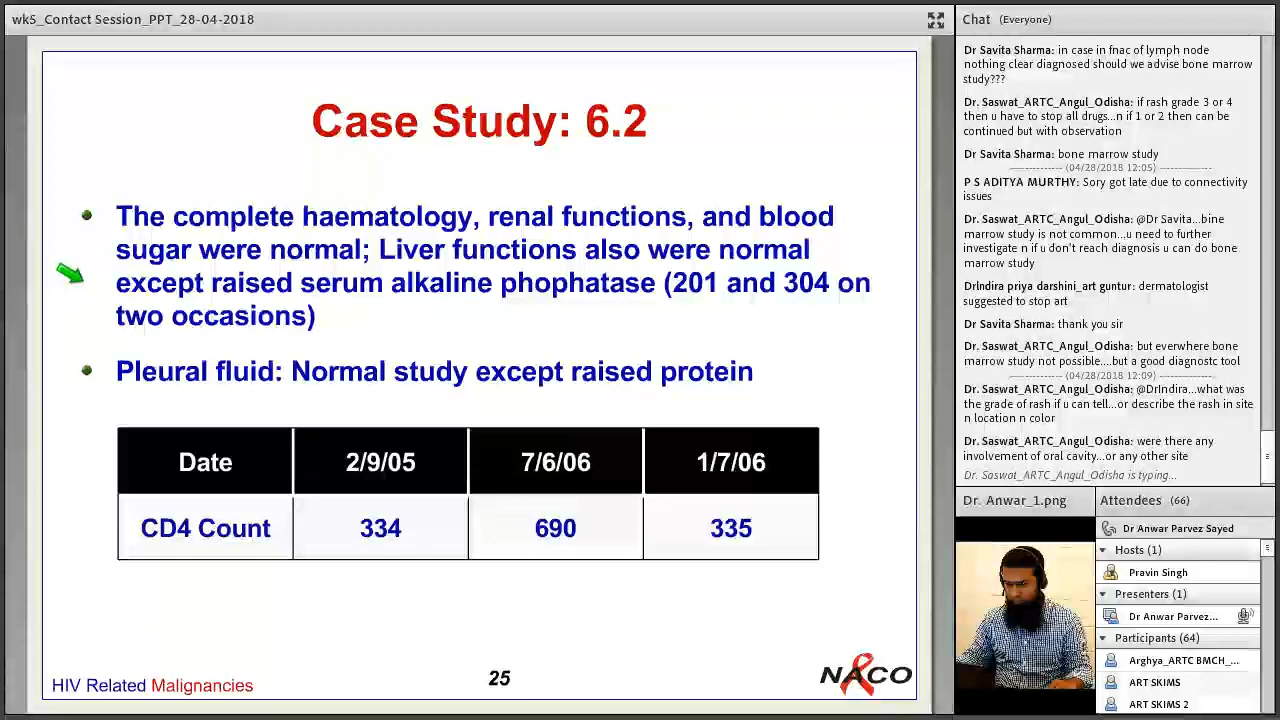 wk5_Contact Session_PPT_28-04-2018
Case Study: 6.2
The complete haematology, renal functions, and blood
sugar were normal; Liver functions also were normal
except raised serum alkaline phophatase (201 and 304 on
two occasions)
Pleural fluid: Normal study except raised protein
Date 2/9/05 7/6/06 1/7/06
CD4 Count 334 690 335
HIV Related Malignancies
25
NACO
Chat (Everyone)
Dr Savita Sharma: in case in fnac of lymph node
nothing clear diagnosed should we advise bone marrow
study???
Dr. Saswat_ARTC_Angul_Odisha: if rash grade 3 or 4
then u have to stop all drugs...n if 1 or 2 then can be
continued but with observation
Dr Savita Sharma: bone marrow study
------------- (04/28/2018 12:05) -------------
P S ADITYA MURTHY: Sory got late due to connectivity
issues
Dr. Saswat_ARTC_Angul_Odisha: @Dr Savita...bine
marrow study is not common...u need to further
investigate n if u don't reach diagnosis u can do bone
marrow study
DrIndira priya darshini_art guntur: dermatologist
suggested to stop art
Dr Savita Sharma: thank you sir
Dr. Saswat_ARTC_Angul_Odisha: but everwhere bone
marrow study not possible....but a good diagnostc tool
------------- (04/28/2018 12:09) -------------
Dr. Saswat_ARTC_Angul_Odisha: @DrIndira...what was
the grade of rash if u can tell...or describe the rash in site
n location n color
Dr. Saswat_ARTC_Angul_Odisha: were there any
involvement of oral cavity...or any other site
Dr. Saswat_ARTC_Angul_Odisha is typing...
Dr. Anwar_1.png
Attendees (66)
Dr Anwar Parvez Sayed
Hosts (1)
Pravin Singh
Presenters (1)
Dr Anwar Parvez...
Participants (64)
Arghya_ARTC BMCH_...
ART SKIMS
ART SKIMS 2